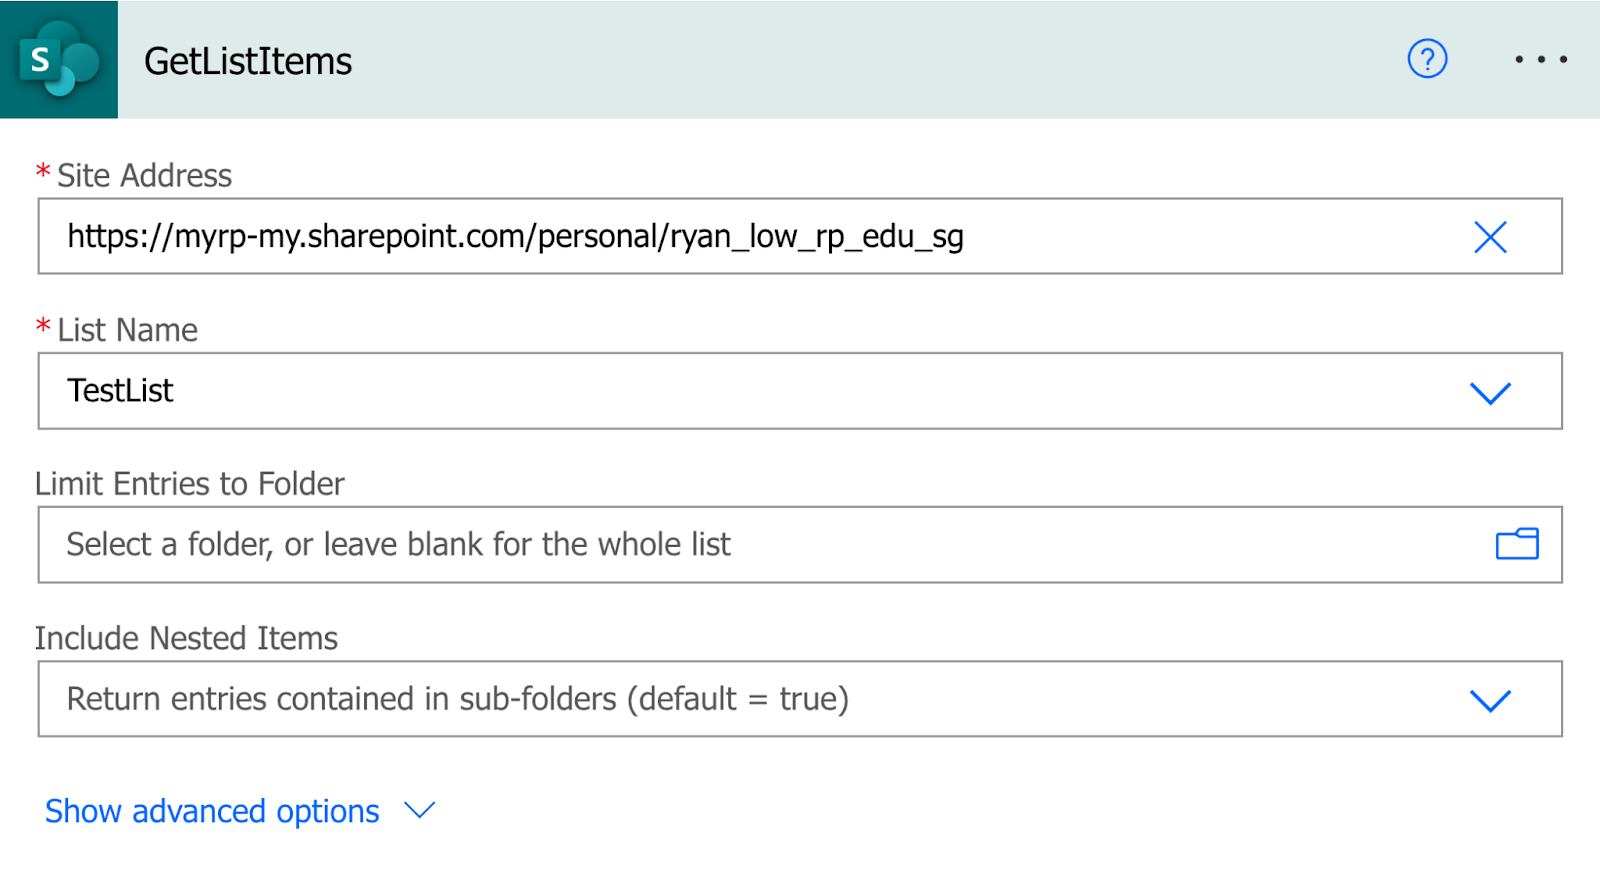 S
GetListItems
?
* Site Address
https://myrp-my.sharepoint.com/personal/ryan_low_rp_edu_sg
* List Name
TestList
Limit Entries to Folder
Select a folder, or leave blank for the whole list
Include Nested Items
Return entries contained in sub-folders (default = true)
Show advanced options